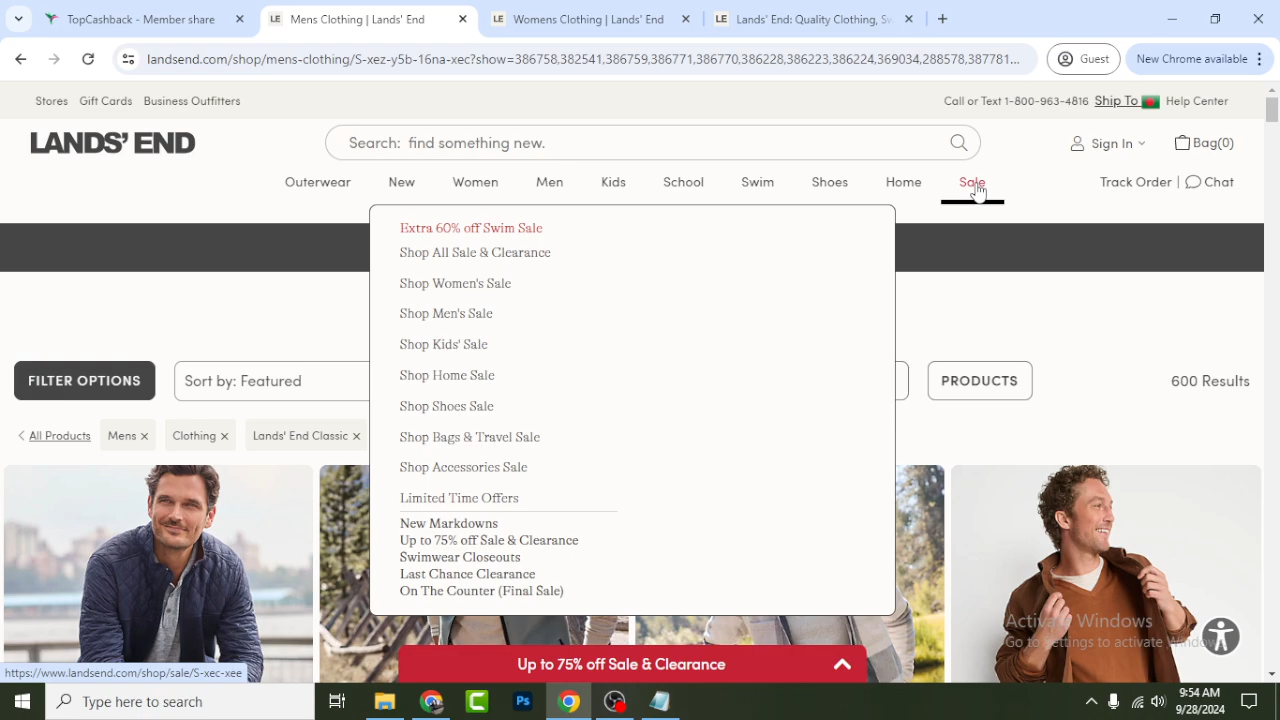 TopCashback - Member share
Mens Clothing | Lands' End
Womens Clothing | Lands' End
Lands' End: Quality Clothing, Sw
landsend.com/shop/mens-clothing/S-xez-y5b-16na-xec?show=386758,382541,386759,386771,386770,386228,386223,386224,369034,288578,387781...
Guest
New Chrome available
Stores Gift Cards Business Outfitters
Call or Text 1-800-963-4816 Ship To Help Center
LANDS' END
Search: find something new.
Sign In
Bag(0)
Outerwear New Women Men Kids School Swim Shoes Home Sale
Track Order | Chat
Extra 60% off Swim Sale
Shop All Sale & Clearance
Shop Women's Sale
Shop Men's Sale
Shop Kids' Sale
Shop Home Sale
Shop Shoes Sale
Shop Bags & Travel Sale
Shop Accessories Sale
Limited Time Offers
New Markdowns
Up to 75% off Sale & Clearance
Swimwear Closeouts
Last Chance Clearance
On The Counter (Final Sale)
FILTER OPTIONS
Sort by: Featured
PRODUCTS
600 Results
All Products
Mens
Clothing
Lands' End Classic
Activate Windows
Go to Settings to activate Windows.
Up to 75% off Sale & Clearance
https://www.landsend.com/shop/sale/S-xec-xee
Type here to search
9:54 AM
9/28/2024